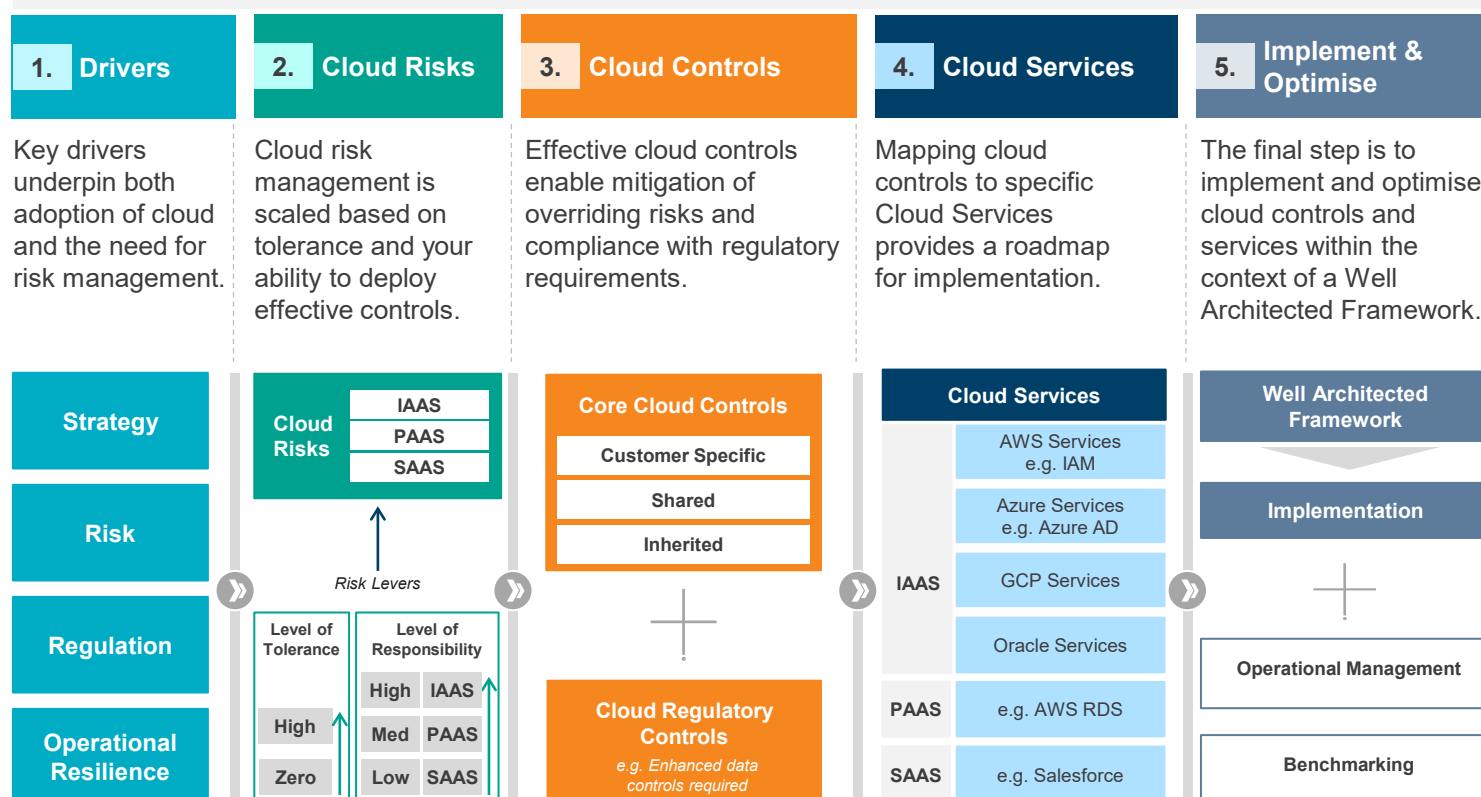 1. Drivers
2. Cloud Risks
3. Cloud Controls
4. Cloud Services
5. Implement &
Optimise
Key drivers
underpin both
adoption of cloud
and the need for
risk management.
Cloud risk
management is
scaled based on
tolerance and your
ability to deploy
effective controls.
Effective cloud controls
enable mitigation of
overriding risks and
compliance with regulatory
requirements.
Mapping cloud
controls to specific
Cloud Services
provides a roadmap
for implementation.
The final step is to
implement and optimise
cloud controls and
services within the
context of a Well
Architected Framework.
Strategy
Risk
Regulation
Operational
Resilience
Cloud
Risks
IAAS
PAAS
SAAS
Risk Levers
Level of
Tolerance
High
Zero
Level of
Responsibility
High IAAS
Med PAAS
Low SAAS
Core Cloud Controls
Customer Specific
Shared
Inherited
Cloud Regulatory
Controls
e.g. Enhanced data
controls required
Cloud Services
IAAS
AWS Services
e.g. IAM
Azure Services
e.g. Azure AD
GCP Services
Oracle Services
PAAS
e.g. AWS RDS
SAAS
e.g. Salesforce
Well Architected
Framework
Implementation
Operational Management
Benchmarking